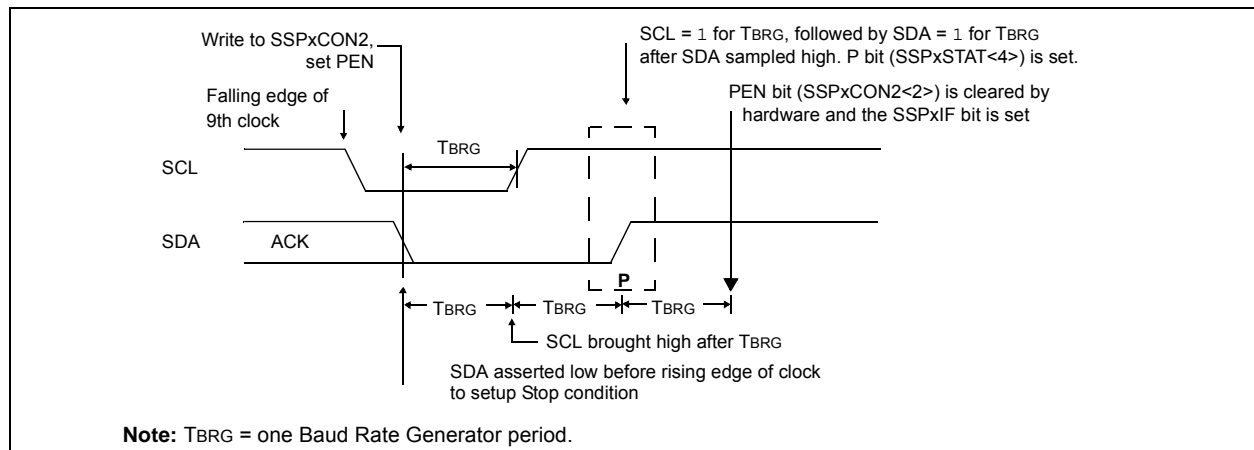 Write to SSPxCON2,
set PEN
SCL = 1 for TBRG, followed by SDA = 1 for TBRG
after SDA sampled high. P bit (SSPxSTAT<4>) is set.
Falling edge of
9th clock
PEN bit (SSPxCON2<2>) is cleared by
hardware and the SSPxIF bit is set
TBRG
SCL
SDA
ACK
P
TBRG
TBRG
TBRG
SCL brought high after TBRG
SDA asserted low before rising edge of clock
to setup Stop condition
Note: TBRG = one Baud Rate Generator period.